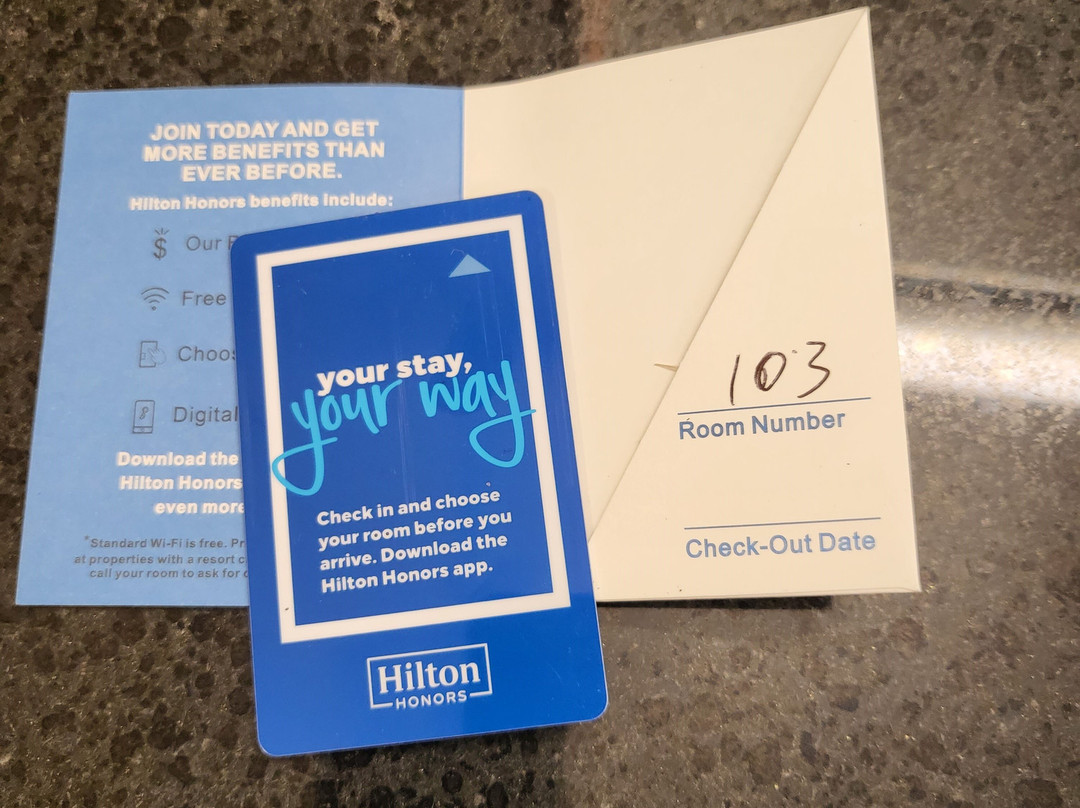 JOIN TODAY AND GET
MORE BENEFITS THAN
EVER BEFORE.
Hilton Honors benefits include:
Our
Free
Digital
Download the
Hilton Honors
even more
*Standard Wi-Fi is free.
at properties with a resort
call your room to ask for
your stay,
your way
Check in and choose
your room before you
arrive. Download the
Hilton Honors app.
Hilton
HONORS
103
Room Number
Check-Out Date